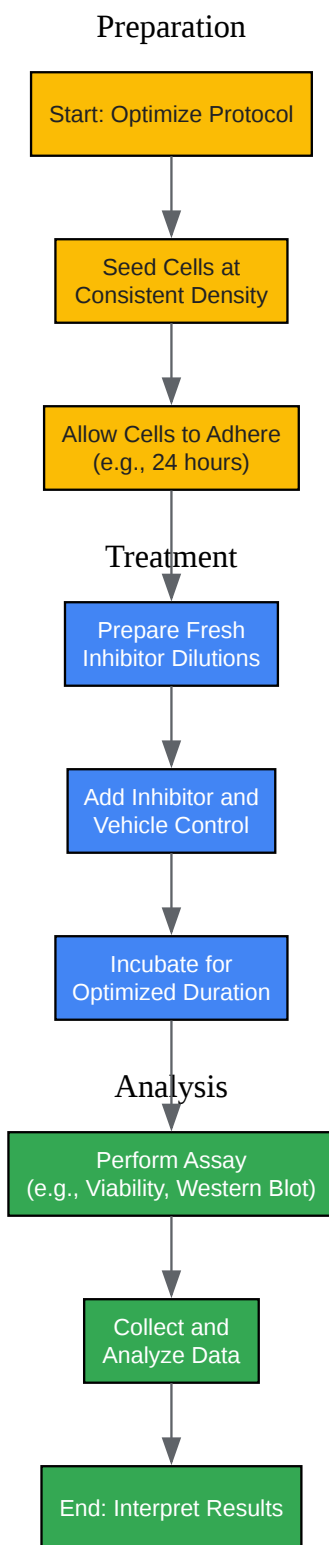 Preparation
Start: Optimize Protocol
Seed Cells at
Consistent Density
Allow Cells to Adhere
(e.g., 24 hours)
Treatment
Prepare Fresh
Inhibitor Dilutions
Add Inhibitor and
Vehicle Control
Incubate for
Optimized Duration
Analysis
Perform Assay
(e.g., Viability, Western Blot)
Collect and
Analyze Data
End: Interpret Results